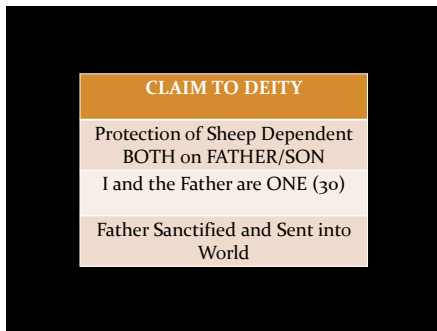 CLAIM TO DEITY
Protection of Sheep Dependent
BOTH on FATHER/SON
I and the Father are ONE (30)
Father Sanctified and Sent into
World